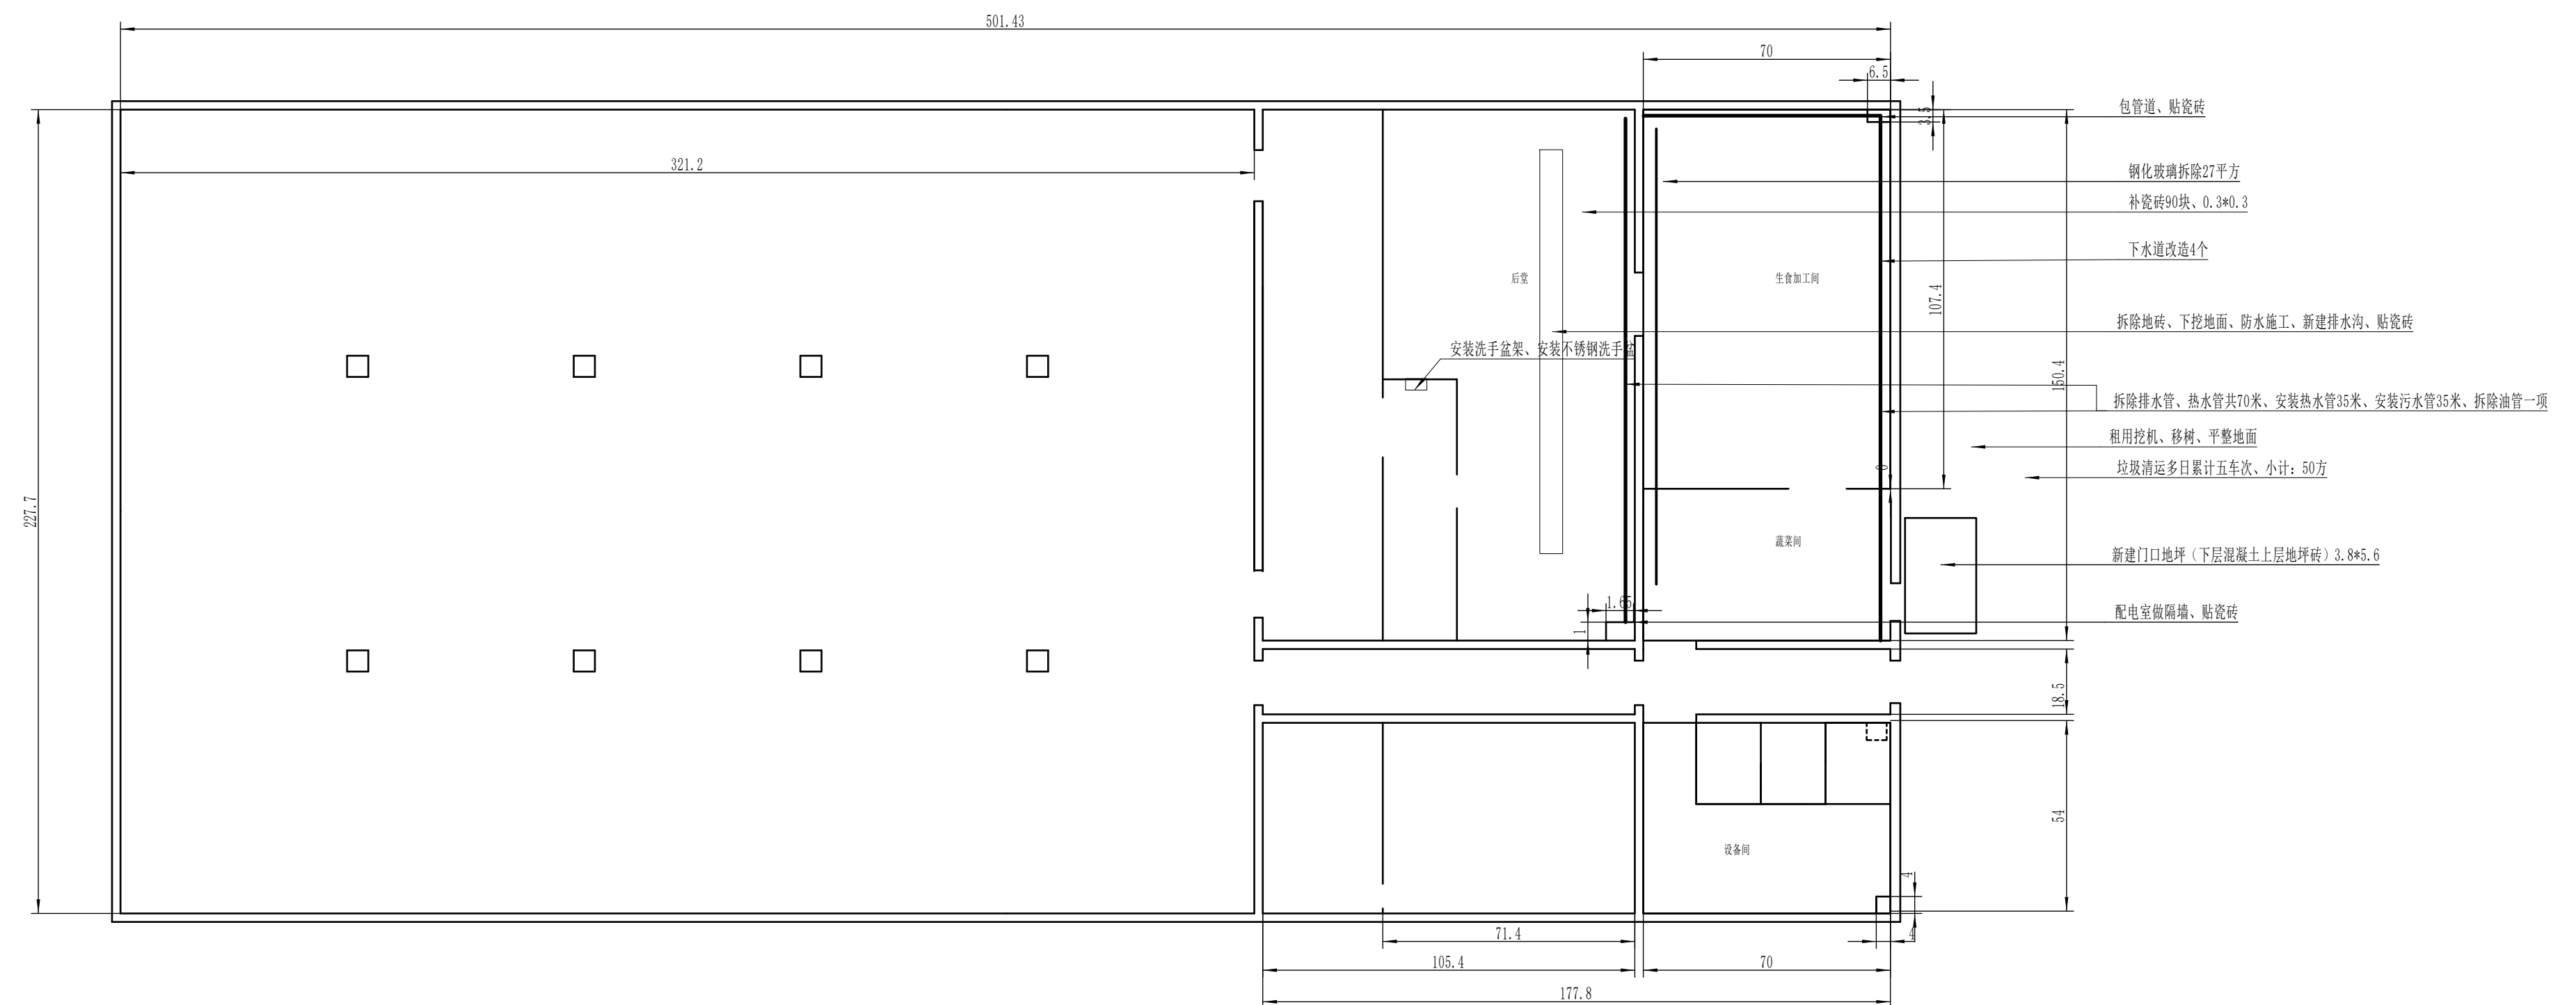 501.43
70
6.5
3.5
包管道、贴瓷砖
321.2
钢化玻璃拆除27平方
补瓷砖90块、0.3*0.3
下水道改造4个
后堂
生食加工间
107.4
拆除地砖、下挖地面、防水施工、新建排水沟、贴瓷砖
安装洗手盆架、安装不锈钢洗手盆
150.4
拆除排水管、热水管共70米、安装热水管35米、安装污水管35米、拆除油管一项
租用挖机、移树、平整地面
0
垃圾清运多日累计五车次、小计：50方
227.7
蔬菜间
新建门口地坪（下层混凝土上层地坪砖）3.8*5.6
1.65
配电室做隔墙、贴瓷砖
1
18.5
54
设备间
4
4
71.4
105.4
70
177.8